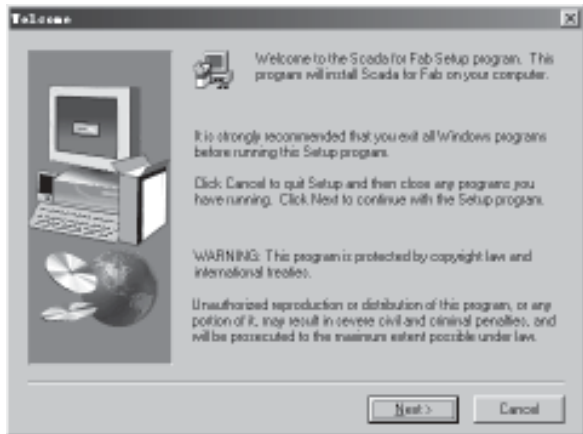 Welcome
Welcome to the Scada for Fab Setup program. This
program will install Scada for Fab on your computer.
It is strongly recommended that you exit all Windows programs
before running this Setup program.
Click Cancel to quit Setup and then close any programs you
have running. Click Next to continue with the Setup program.
WARNING: This program is protected by copyright law and
international treaties.
Unauthorized reproduction or distribution of this program, or any
portion of it, may result in severe civil and criminal penalties, and
will be prosecuted to the maximum extent possible under law.
Next >
Cancel